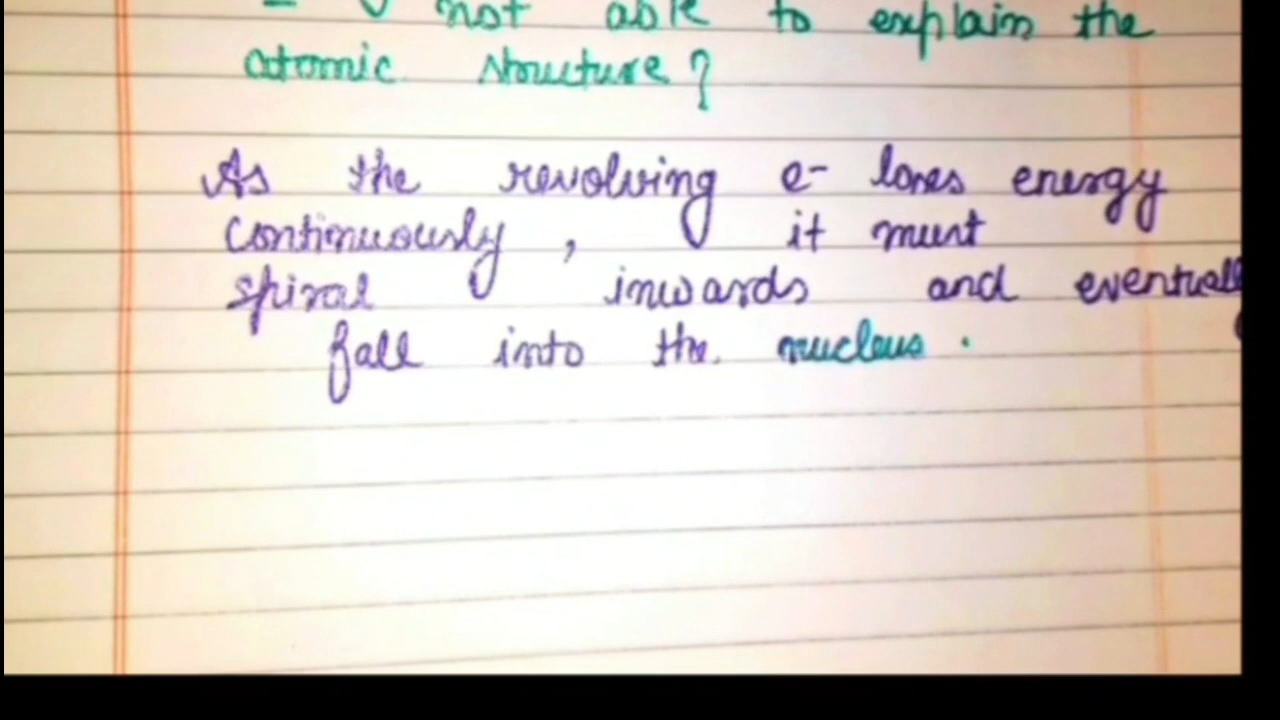 not able to explain the
atomic structure?
As the revolving e- loses energy
continuously, it must
spiral inwards and eventuall
fall into the nucleus.